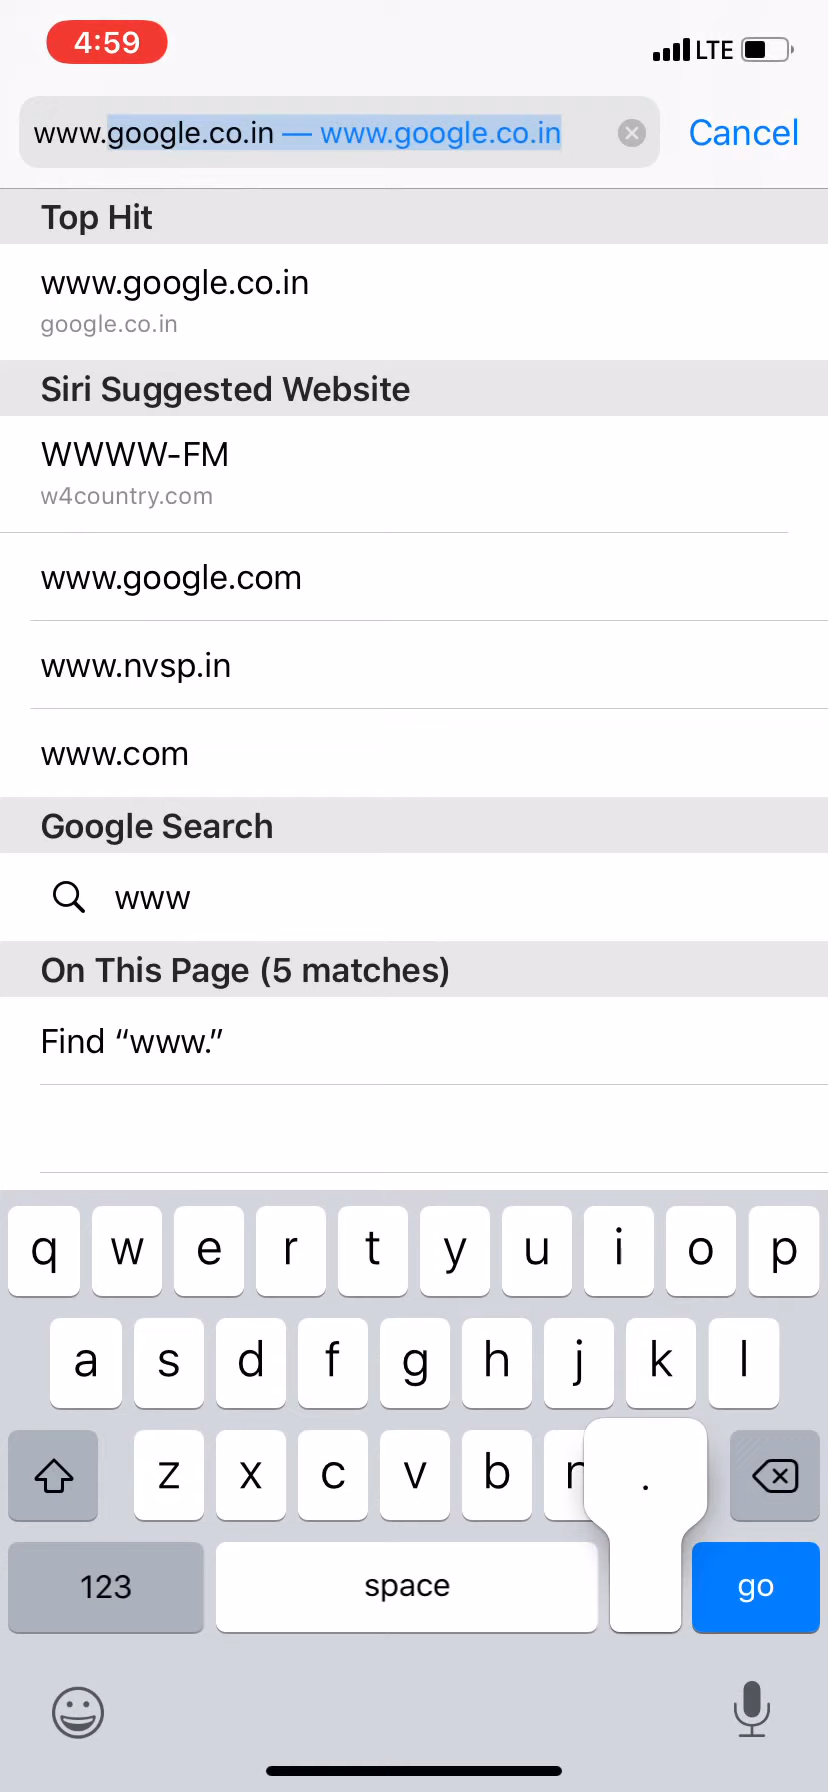 4:59 LTE
www.google.co.in — www.google.co.in Cancel
Top Hit
www.google.co.in
google.co.in
Siri Suggested Website
WWWW-FM
w4country.com
www.google.com
www.nvsp.in
www.com
Google Search
www
On This Page (5 matches)
Find “www.”
q w e r t y u i o p
a s d f g h j k l
z x c v b n .
123 space go